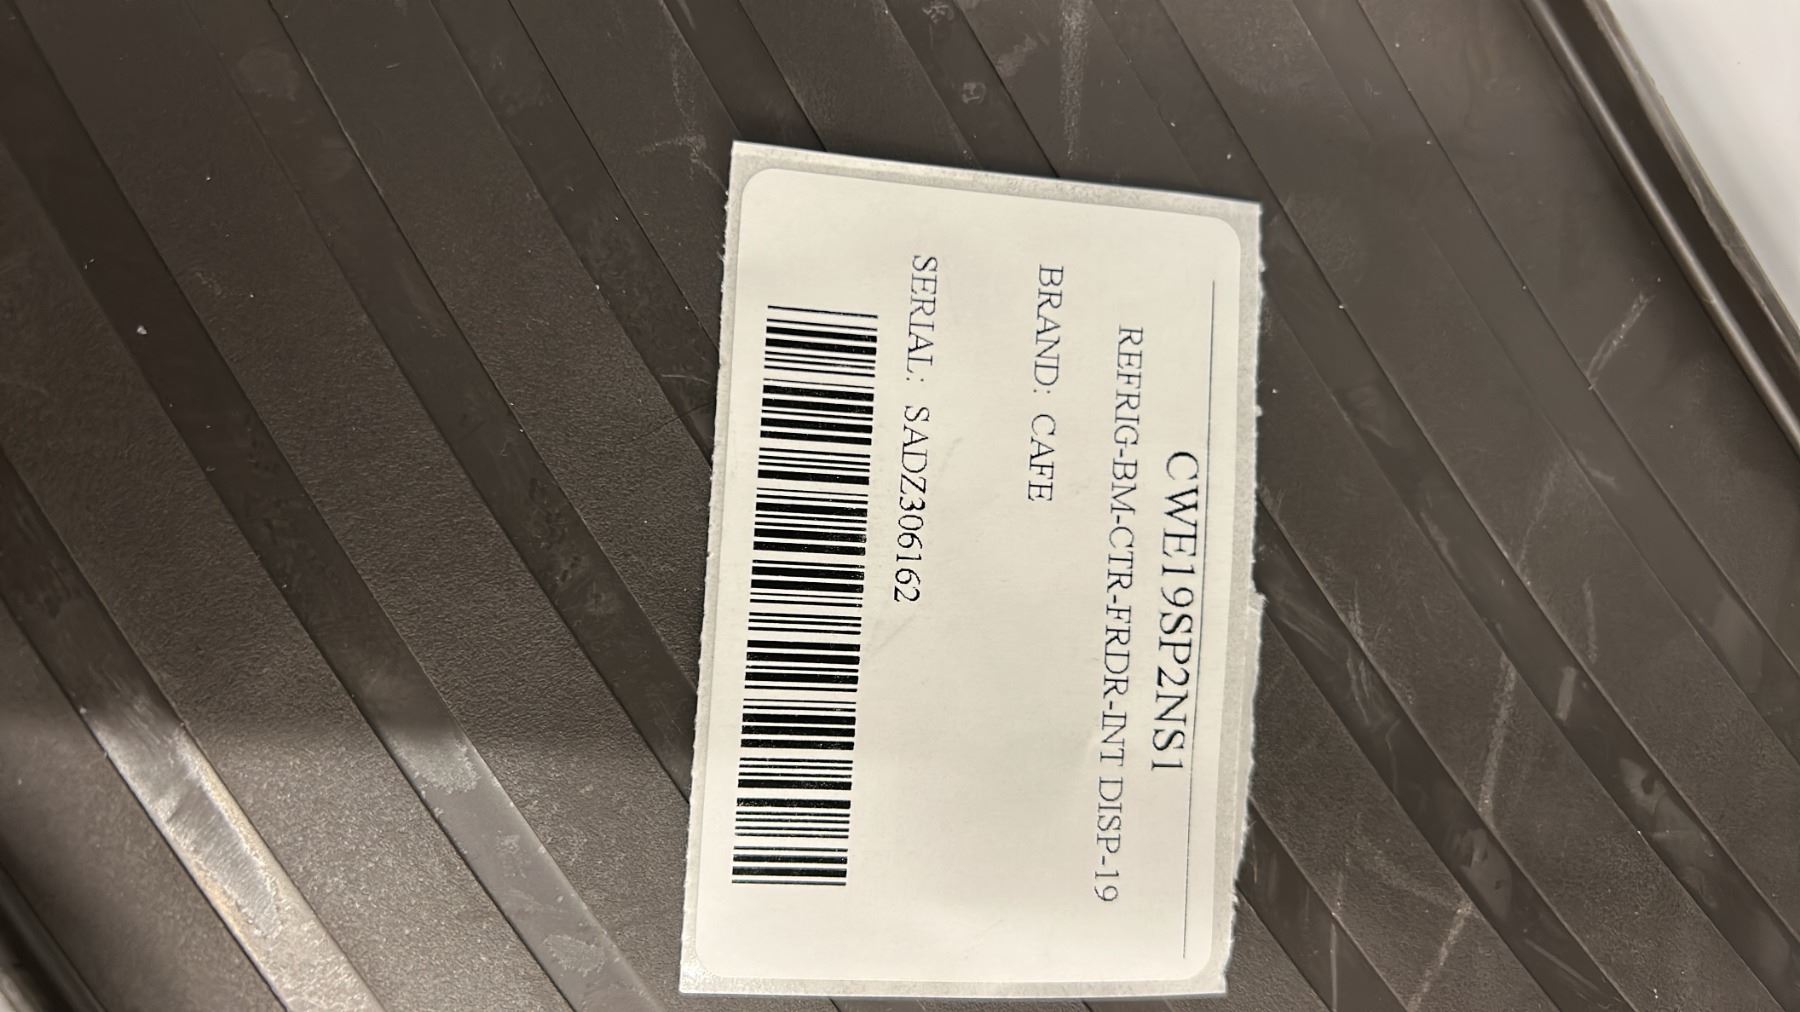 CWE19SP2NS1
REFRIG-BM-CTR-FRDR-INT DISP-19
BRAND: CAFE
SERIAL: SADZ306162